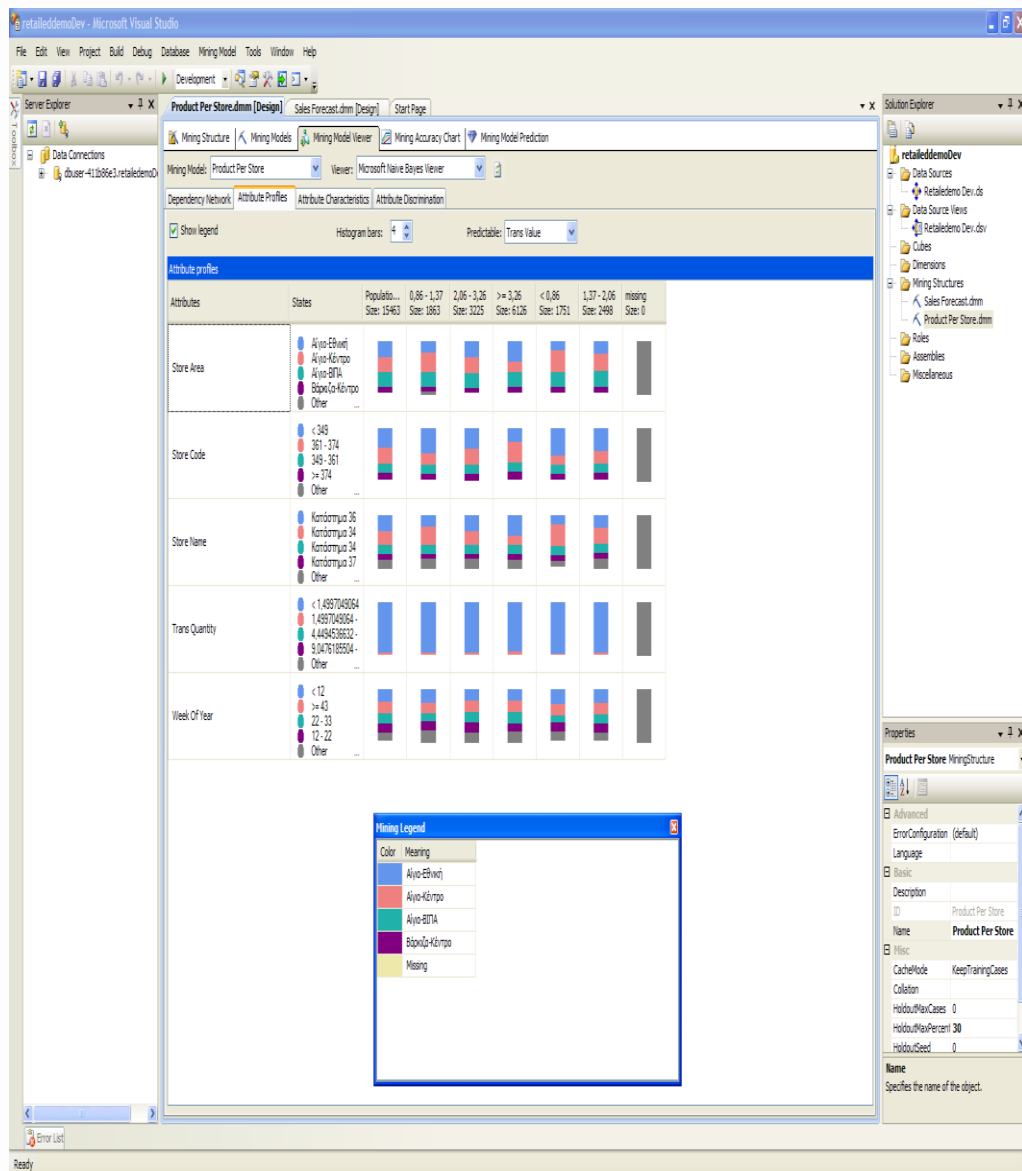 retaileddemoDev - Microsoft Visual Studio
File Edit View Project Build Debug Database Mining Model Tools Window Help
Development
Server Explorer
Product Per Store.dmm [Design] Sales Forecast.dmm [Design] Start Page
Solution Explorer
Toolbox
Data Connections
dbuser-411b86e3.retailedemoD
Mining Structure Mining Models Mining Model Viewer Mining Accuracy Chart Mining Model Prediction
Mining Model: Product Per Store Viewer: Microsoft Naive Bayes Viewer
Dependency Network Attribute Profiles Attribute Characteristics Attribute Discrimination
Show legend Histogram bars: 4 Predictable: Trans Value
Attribute profiles
Attributes States Populatio... Size: 15463 0,86 - 1,37 Size: 1863 2,06 - 3,26 Size: 3225 >= 3,26 Size: 6126 < 0,86 Size: 1751 1,37 - 2,06 Size: 2498 missing Size: 0
Store Area
Αίγιο-Εθνική
Αίγιο-Κέντρο
Αίγιο-ΒΙΠΑ
Βάρκιζα-Κέντρο
Other ...
Store Code
< 349
361 - 374
349 - 361
>= 374
Other ...
Store Name
Κατάστημα 36
Κατάστημα 34
Κατάστημα 34
Κατάστημα 37
Other ...
Trans Quantity
< 1,4997049064
1,4997049064 -
4,4494536632 -
9,0476185504 -
Other ...
Week Of Year
< 12
>= 43
22 - 33
12 - 22
Other ...
Mining Legend
Color Meaning
Αίγιο-Εθνική
Αίγιο-Κέντρο
Αίγιο-ΒΙΠΑ
Βάρκιζα-Κέντρο
Missing
retaileddemoDev
Data Sources
Retailedemo Dev.ds
Data Source Views
Retailedemo Dev.dsv
Cubes
Dimensions
Mining Structures
Sales Forecast.dmm
Product Per Store.dmm
Roles
Assemblies
Miscellaneous
Properties
Product Per Store MiningStructure
Advanced
ErrorConfiguration (default)
Language
Basic
Description
ID Product Per Store
Name Product Per Store
Misc
CacheMode KeepTrainingCases
Collation
HoldoutMaxCases 0
HoldoutMaxPercent 30
HoldoutSeed 0
Name
Specifies the name of the object.
Error List
Ready